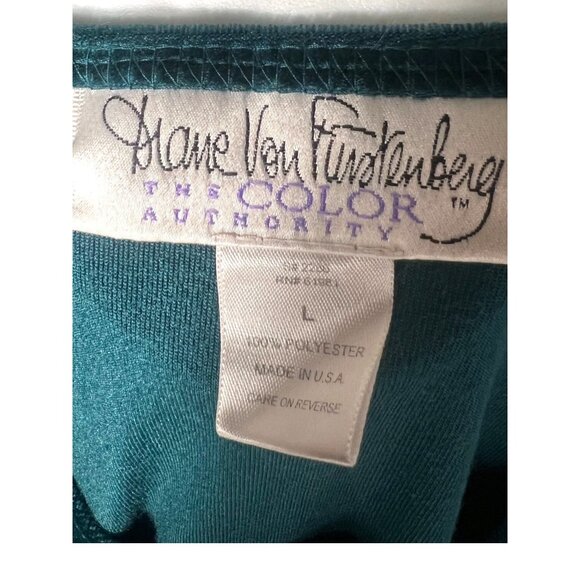 Diane Von Furstenberg
THE COLOR
AUTHORITY ™
L
100% POLYESTER
MADE IN U.S.A.
CARE ON REVERSE